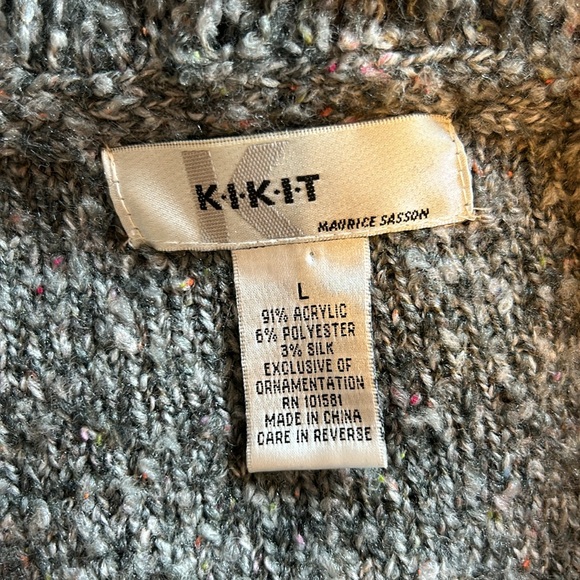 K·I·K·I·T
MAURICE SASSON
L
91% ACRYLIC
6% POLYESTER
3% SILK
EXCLUSIVE OF
ORNAMENTATION
RN 101581
MADE IN CHINA
CARE IN REVERSE